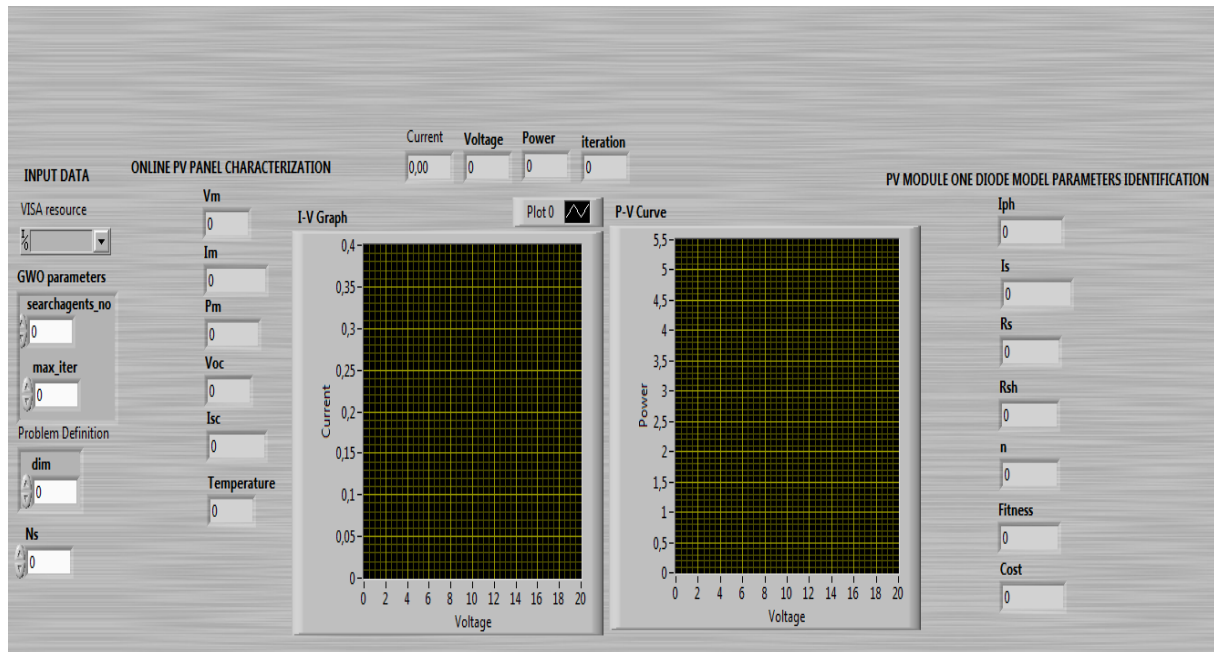 Current Voltage Power iteration
0,00 0 0 0
INPUT DATA
VISA resource
I/O
GWO parameters
searchagents_no
0
max_iter
0
Problem Definition
dim
0
Ns
0
ONLINE PV PANEL CHARACTERIZATION
Vm
0
Im
0
Pm
0
Voc
0
Isc
0
Temperature
0
I-V Graph
Plot 0
0,4
0,35
0,3
0,25
0,2
0,15
0,1
0,05
0
Current
0 2 4 6 8 10 12 14 16 18 20
Voltage
P-V Curve
5,5
5
4,5
4
3,5
3
2,5
2
1,5
1
0,5
0
Power
0 2 4 6 8 10 12 14 16 18 20
Voltage
PV MODULE ONE DIODE MODEL PARAMETERS IDENTIFICATION
Iph
0
Is
0
Rs
0
Rsh
0
n
0
Fitness
0
Cost
0